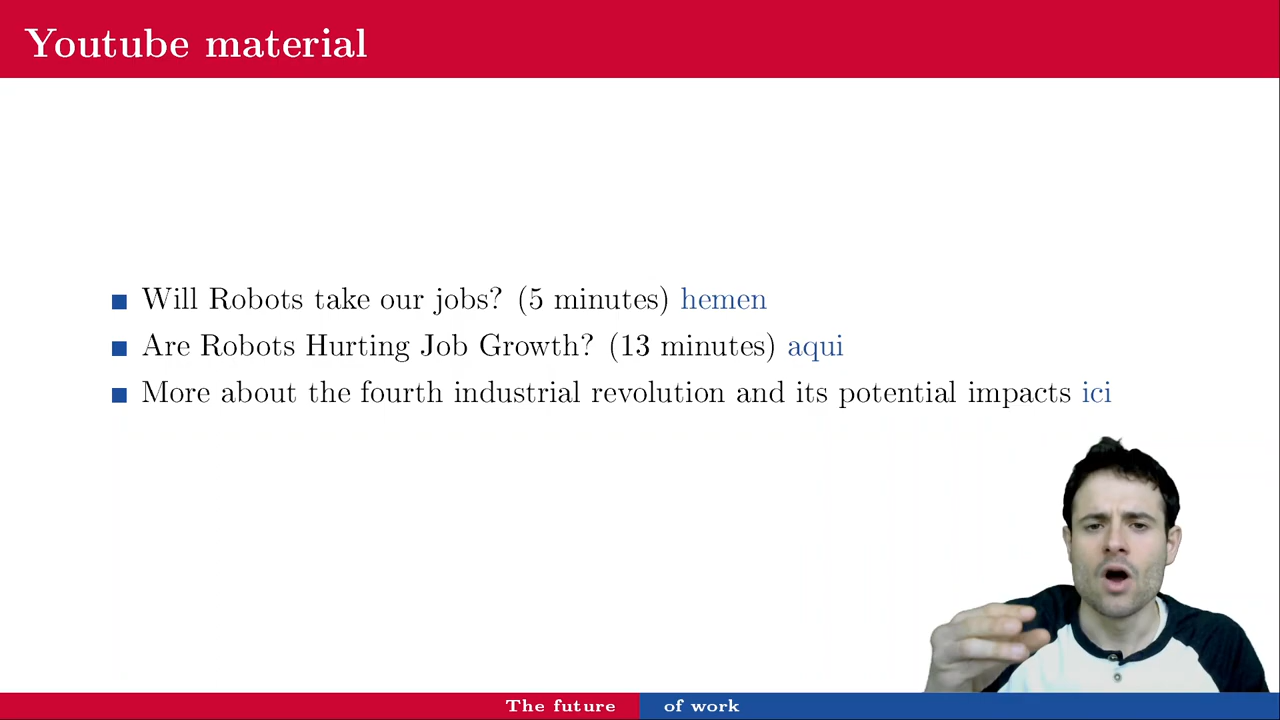 Youtube material
Will Robots take our jobs? (5 minutes) hemen
Are Robots Hurting Job Growth? (13 minutes) aqui
More about the fourth industrial revolution and its potential impacts ici
The future of work